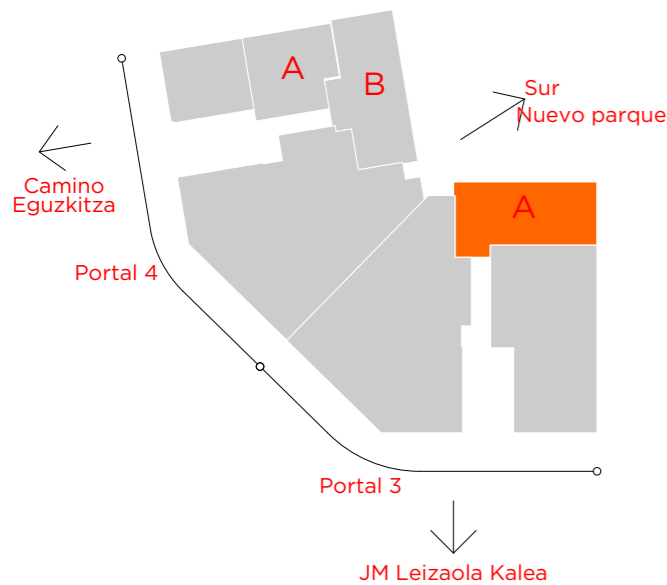 A
B
Sur
Nuevo parque
Camino
Eguzkitza
A
Portal 4
Portal 3
JM Leizaola Kalea